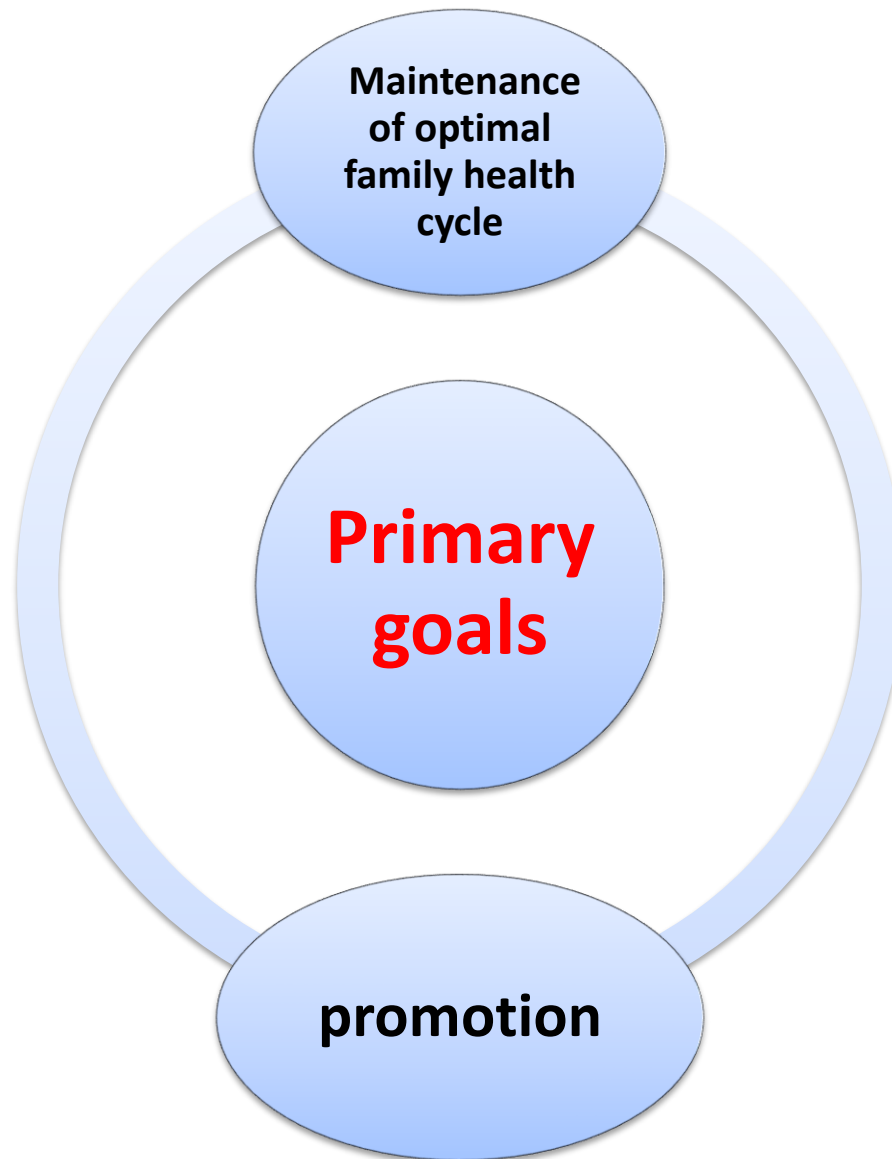 Maintenance
of optimal
family health
cycle
Primary
goals
promotion